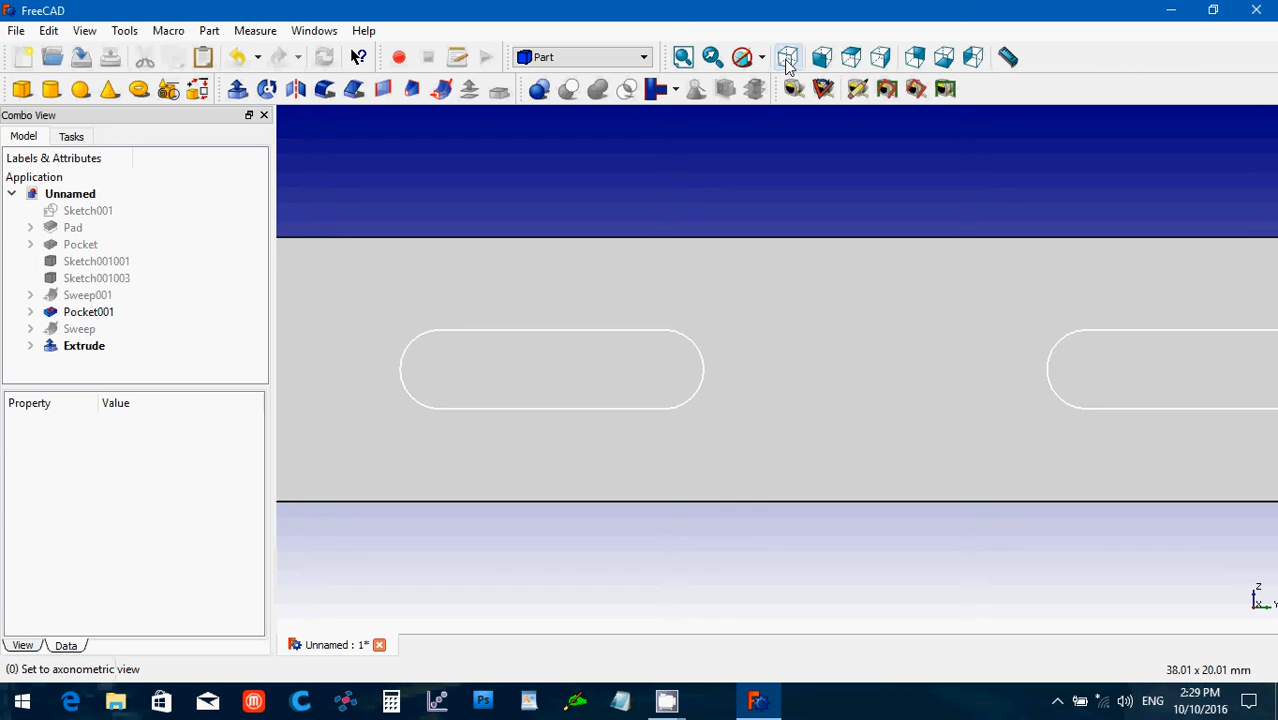 FreeCAD
File Edit View Tools Macro Part Measure Windows Help
Part
Combo View
Model Tasks
Labels & Attributes
Application
Unnamed
Sketch001
Pad
Pocket
Sketch001001
Sketch001003
Sweep001
Pocket001
Sweep
Extrude
Property Value
Z
X Y
View Data
Unnamed : 1*
(0) Set to axonometric view
38.01 x 20.01 mm
ENG
2:29 PM
10/10/2016